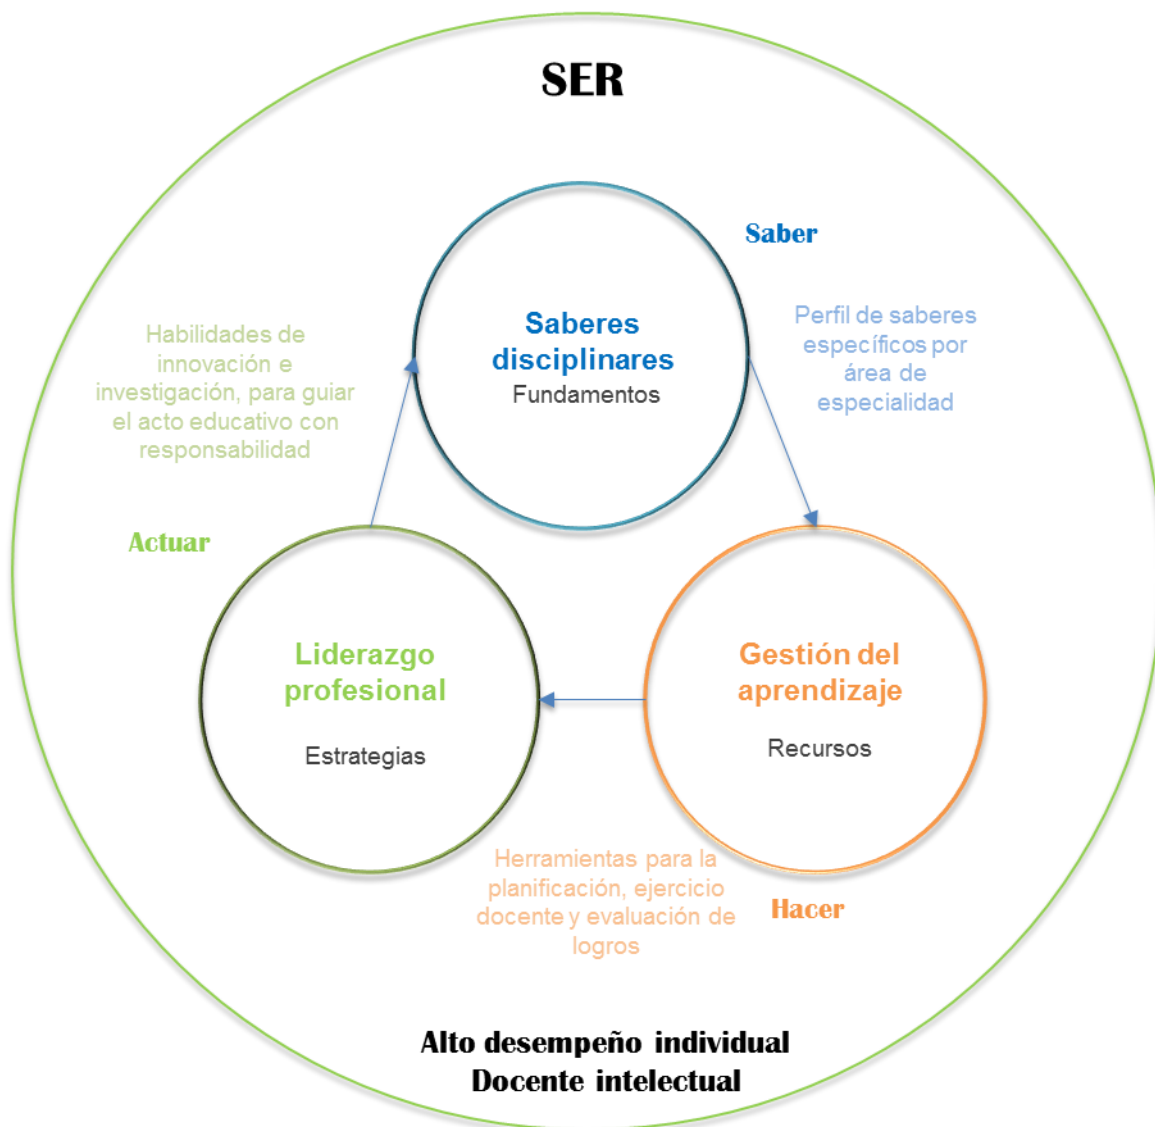 SER
Saber
Saberes
disciplinares
Fundamentos
Perfil de saberes
específicos por
área de
especialidad
Habilidades de
innovación e
investigación, para guiar
el acto educativo con
responsabilidad
Actuar
Liderazgo
profesional
Estrategias
Gestión del
aprendizaje
Recursos
Herramientas para la
planificación, ejercicio
docente y evaluación de
logros
Hacer
Alto desempeño individual
Docente intelectual